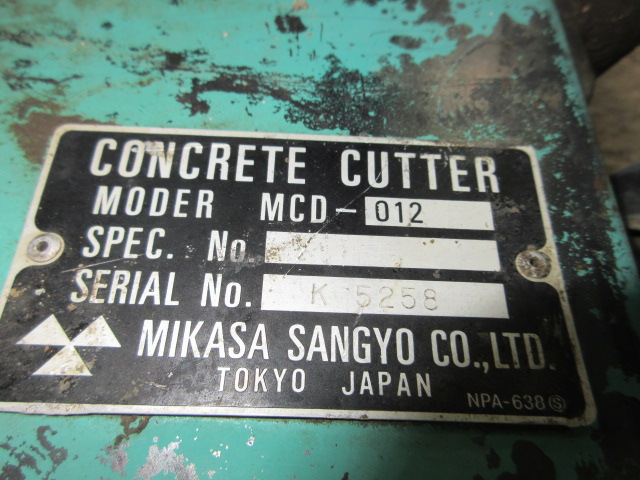 CONCRETE CUTTER
MODER MCD-012
SPEC. No
SERIAL No. K 5258
MIKASA SANGYO CO.,LTD.
TOKYO JAPAN
NPA-638 Ⓢ